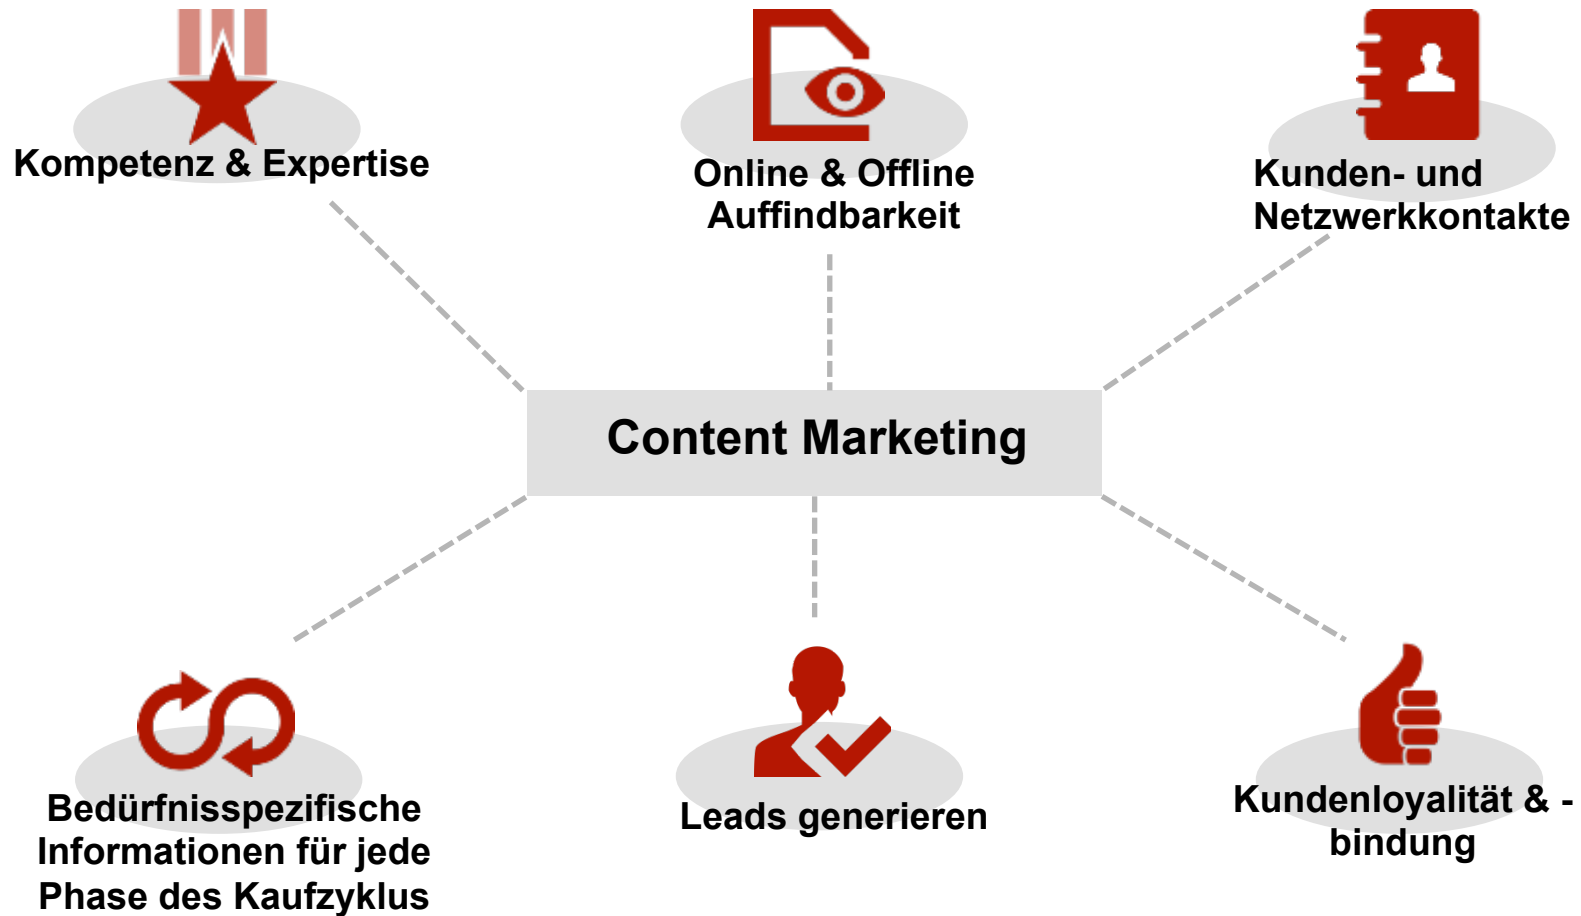 Kompetenz & Expertise
Online & Offline
Auffindbarkeit
Kunden- und
Netzwerkkontakte
Content Marketing
Bedürfnisspezifische
Informationen für jede
Phase des Kaufzyklus
Leads generieren
Kundenloyalität & -
bindung